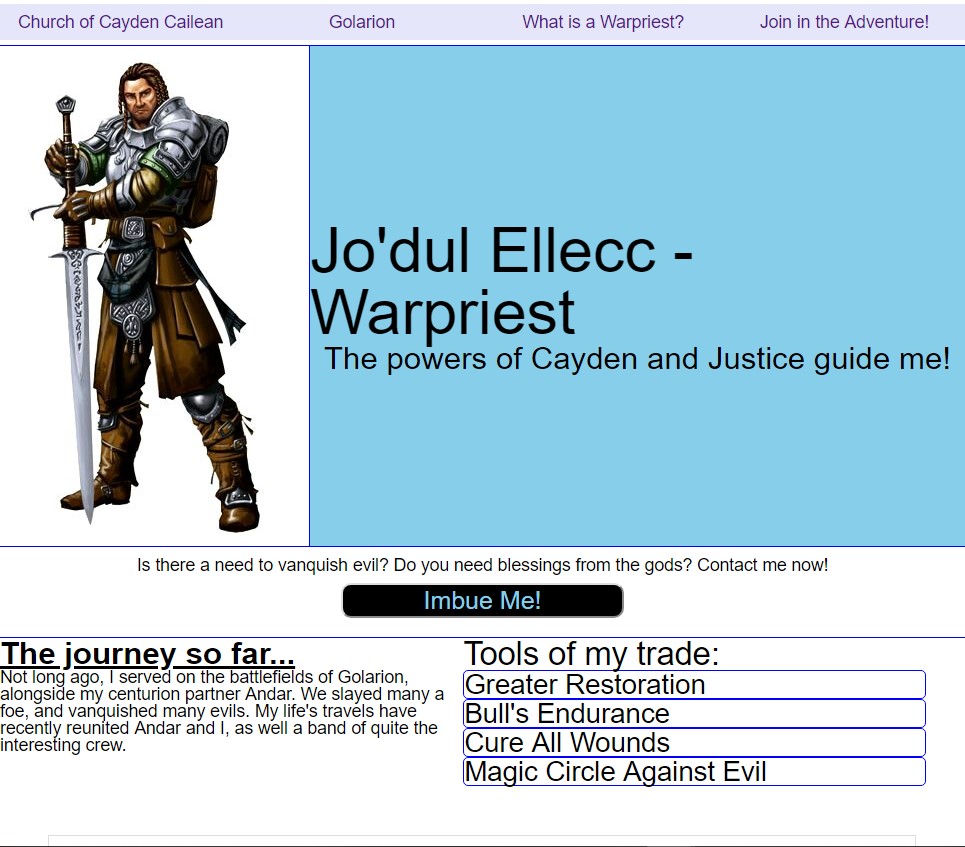 Church of Cayden Cailean Golarion What is a Warpriest? Join in the Adventure!
Jo'dul Ellecc -
Warpriest
The powers of Cayden and Justice guide me!
Is there a need to vanquish evil? Do you need blessings from the gods? Contact me now!
Imbue Me!
The journey so far...
Not long ago, I served on the battlefields of Golarion,
alongside my centurion partner Andar. We slayed many a
foe, and vanquished many evils. My life's travels have
recently reunited Andar and I, as well a band of quite the
interesting crew.
Tools of my trade:
Greater Restoration
Bull's Endurance
Cure All Wounds
Magic Circle Against Evil